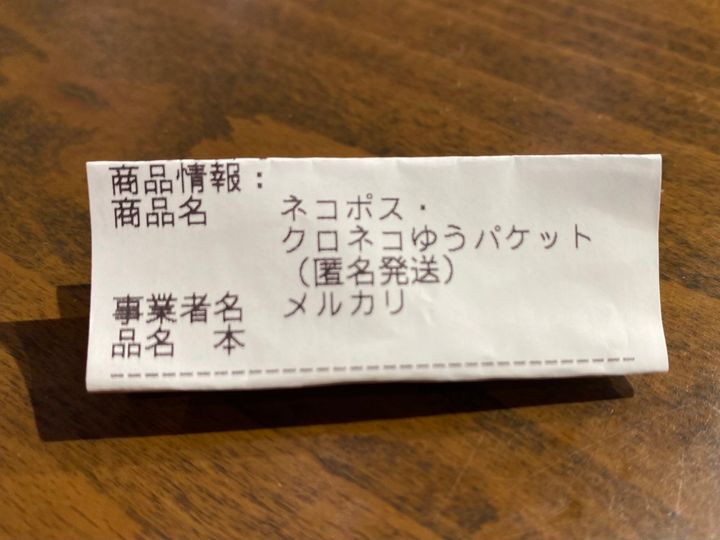 商品情報：
商品名 ネコポス・
クロネコゆうパケット
（匿名発送）
事業者名 メルカリ
品名 本